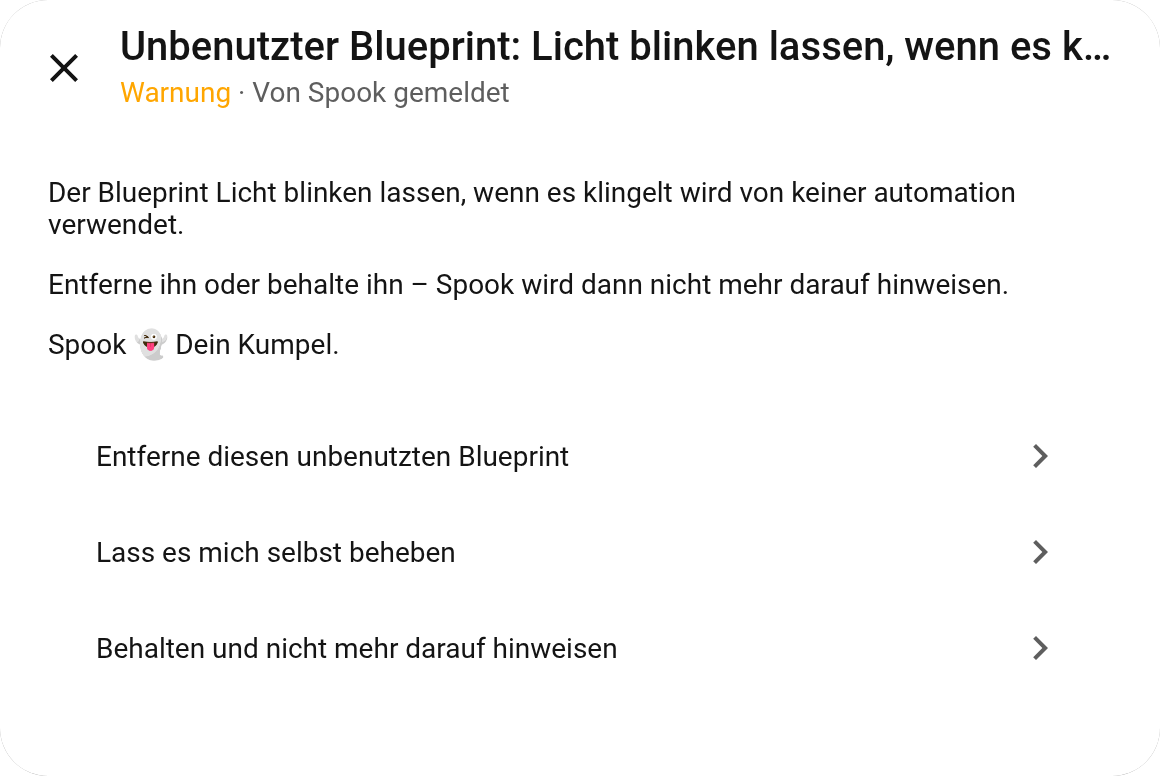 Unbenutzter Blueprint: Licht blinken lassen, wenn es k…
Warnung · Von Spook gemeldet
Der Blueprint Licht blinken lassen, wenn es klingelt wird von keiner automation
verwendet.
Entferne ihn oder behalte ihn – Spook wird dann nicht mehr darauf hinweisen.
Spook 👻 Dein Kumpel.
Entferne diesen unbenutzten Blueprint
Lass es mich selbst beheben
Behalten und nicht mehr darauf hinweisen